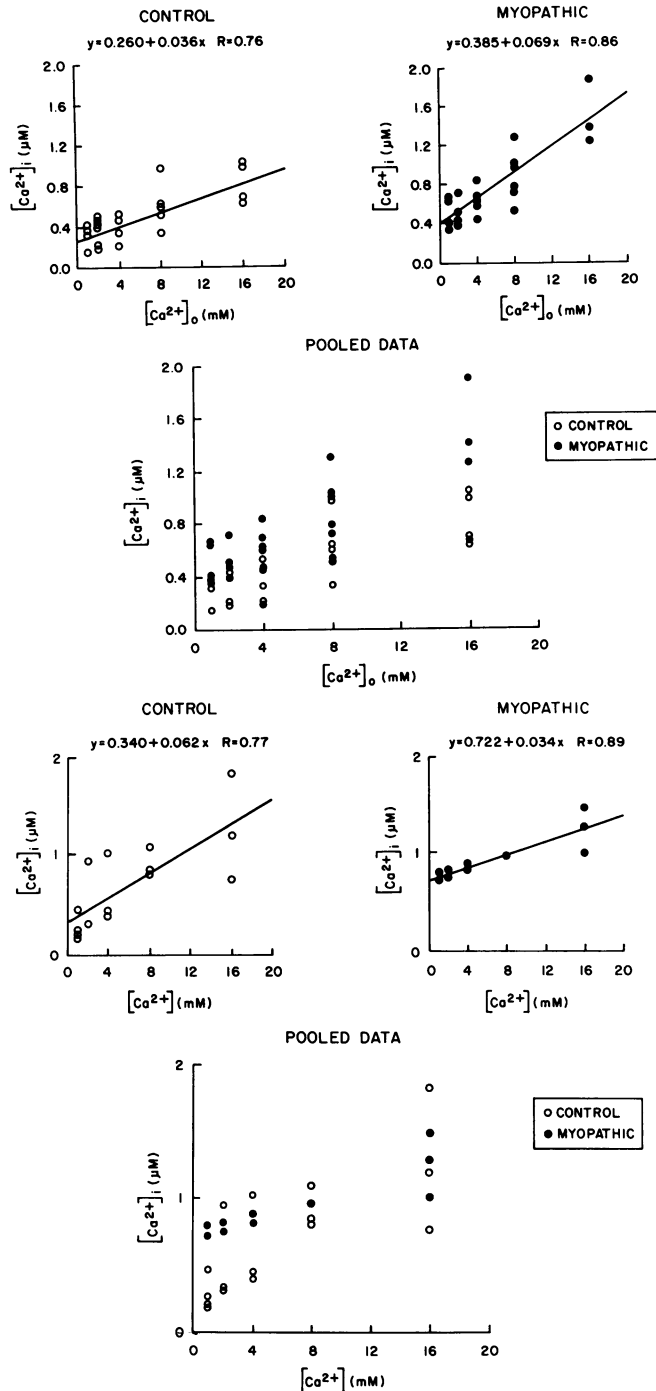 CONTROL
y=0.260+0.036x R=0.76
2.0
1.6
1.2
0.8
0.4
0.0
[Ca2+]i (µM)
0 4 8 12 16 20
[Ca2+]o (mM)
MYOPATHIC
y=0.385+0.069x R=0.86
2.0
1.6
1.2
0.8
0.4
0.0
[Ca2+]i (µM)
0 4 8 12 16 20
[Ca2+]o (mM)
POOLED DATA
2.0
1.6
1.2
0.8
0.4
0.0
[Ca2+]i (µM)
0 4 8 12 16 20
[Ca2+]o (mM)
CONTROL
MYOPATHIC
CONTROL
y=0.340+0.062x R=0.77
2
1
0
[Ca2+]i (µM)
0 4 8 12 16 20
[Ca2+] (mM)
MYOPATHIC
y=0.722+0.034x R=0.89
2
1
0
[Ca2+]i (µM)
0 4 8 12 16 20
[Ca2+] (mM)
POOLED DATA
2
1
0
[Ca2+]i (µM)
0 4 8 12 16 20
[Ca2+] (mM)
CONTROL
MYOPATHIC